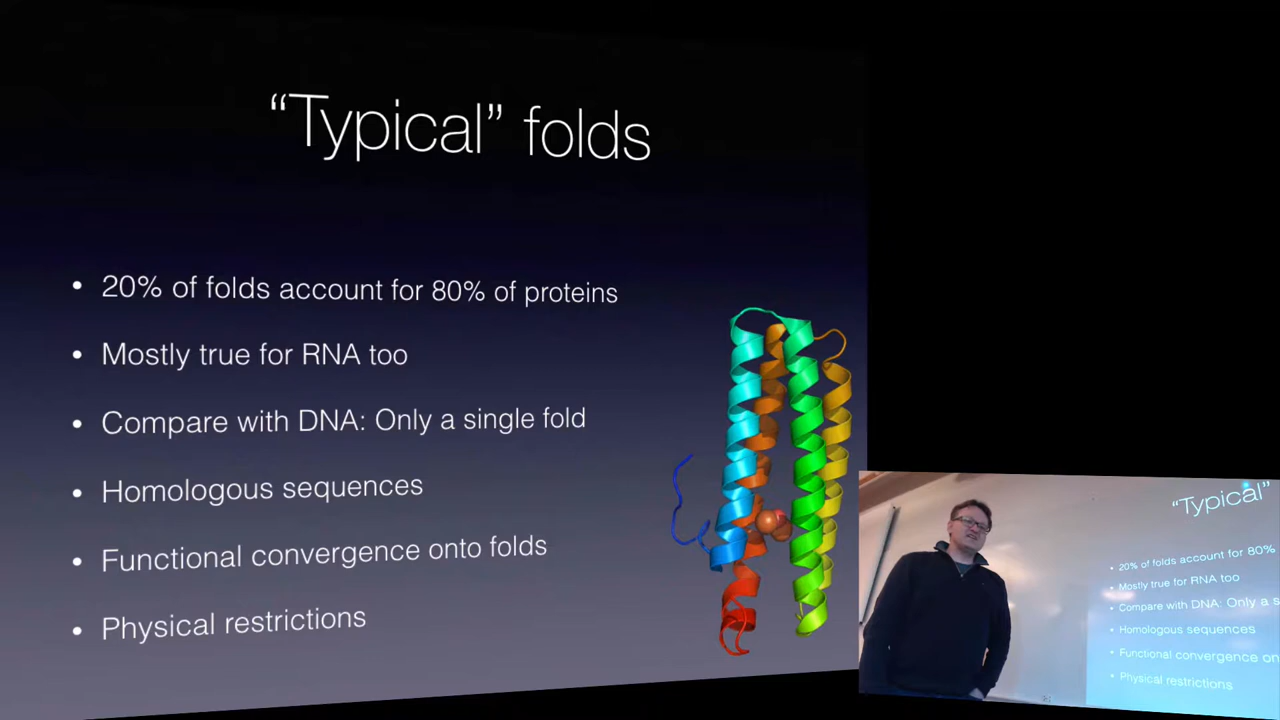 “Typical” folds
• 20% of folds account for 80% of proteins
• Mostly true for RNA too
• Compare with DNA: Only a single fold
• Homologous sequences
• Functional convergence onto folds
• Physical restrictions
“Typical”
• 20% of folds account for 80%
• Mostly true for RNA too
• Compare with DNA: Only a s
• Homologous sequences
• Functional convergence on
• Physical restrictions